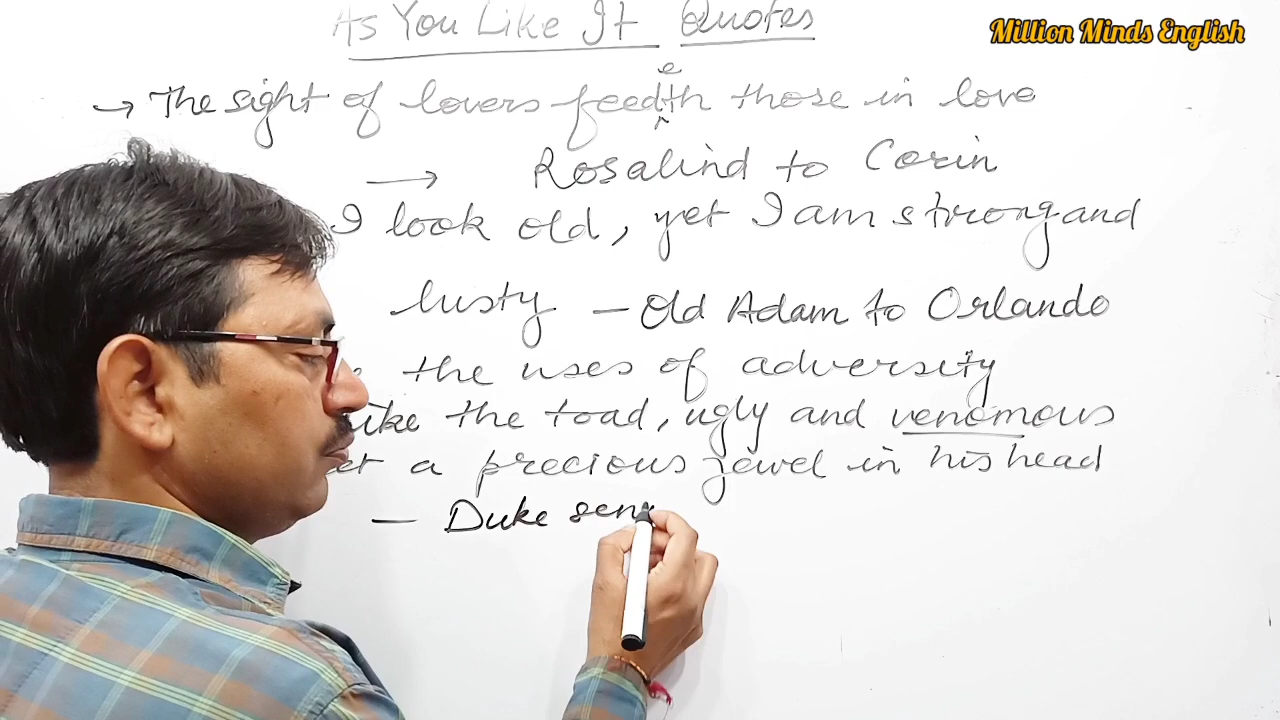 As You Like It Quotes
Million Minds English
→ The sight of lovers feedeth those in love
→ Rosalind to Corin
I look old, yet I am strong and
lusty — Old Adam to Orlando
the uses of adversity
like the toad, ugly and venomous
a precious jewel in his head
— Duke seni